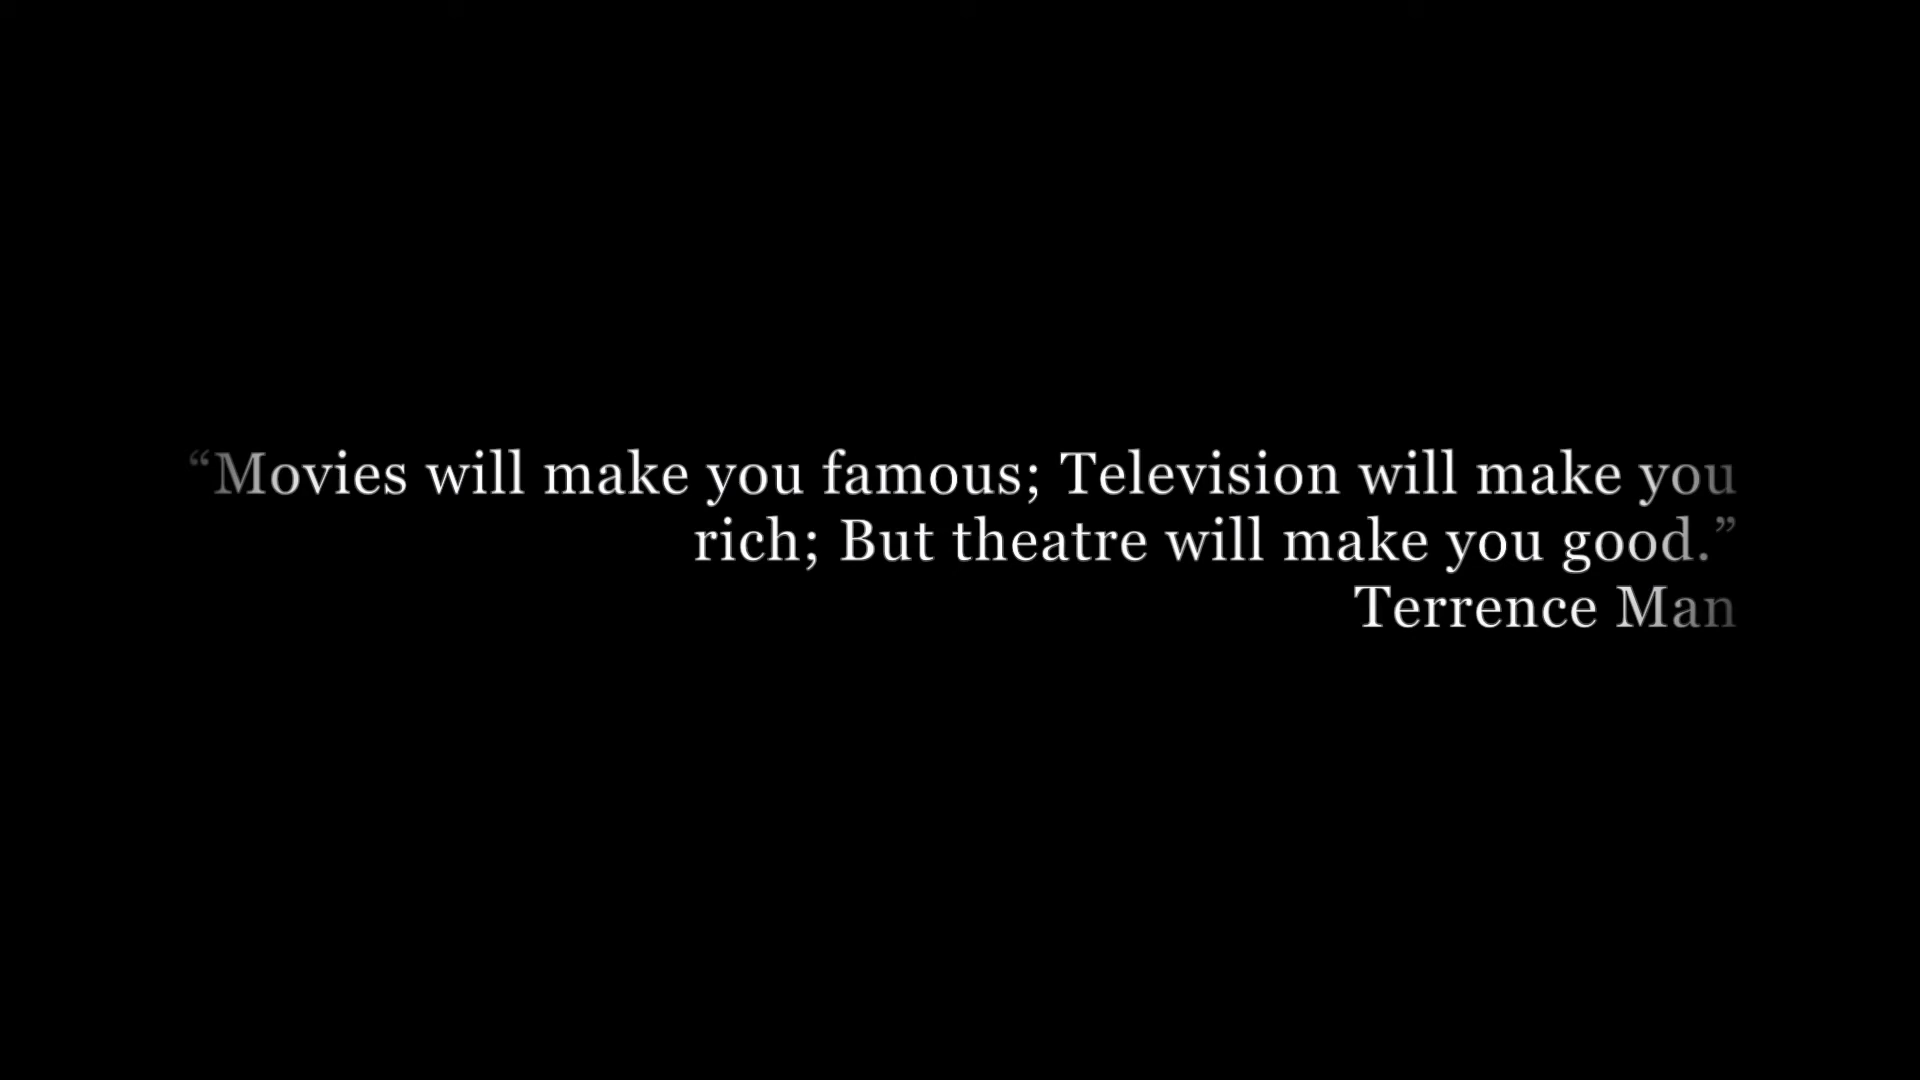 “Movies will make you famous; Television will make you
rich; But theatre will make you good.”
Terrence Man